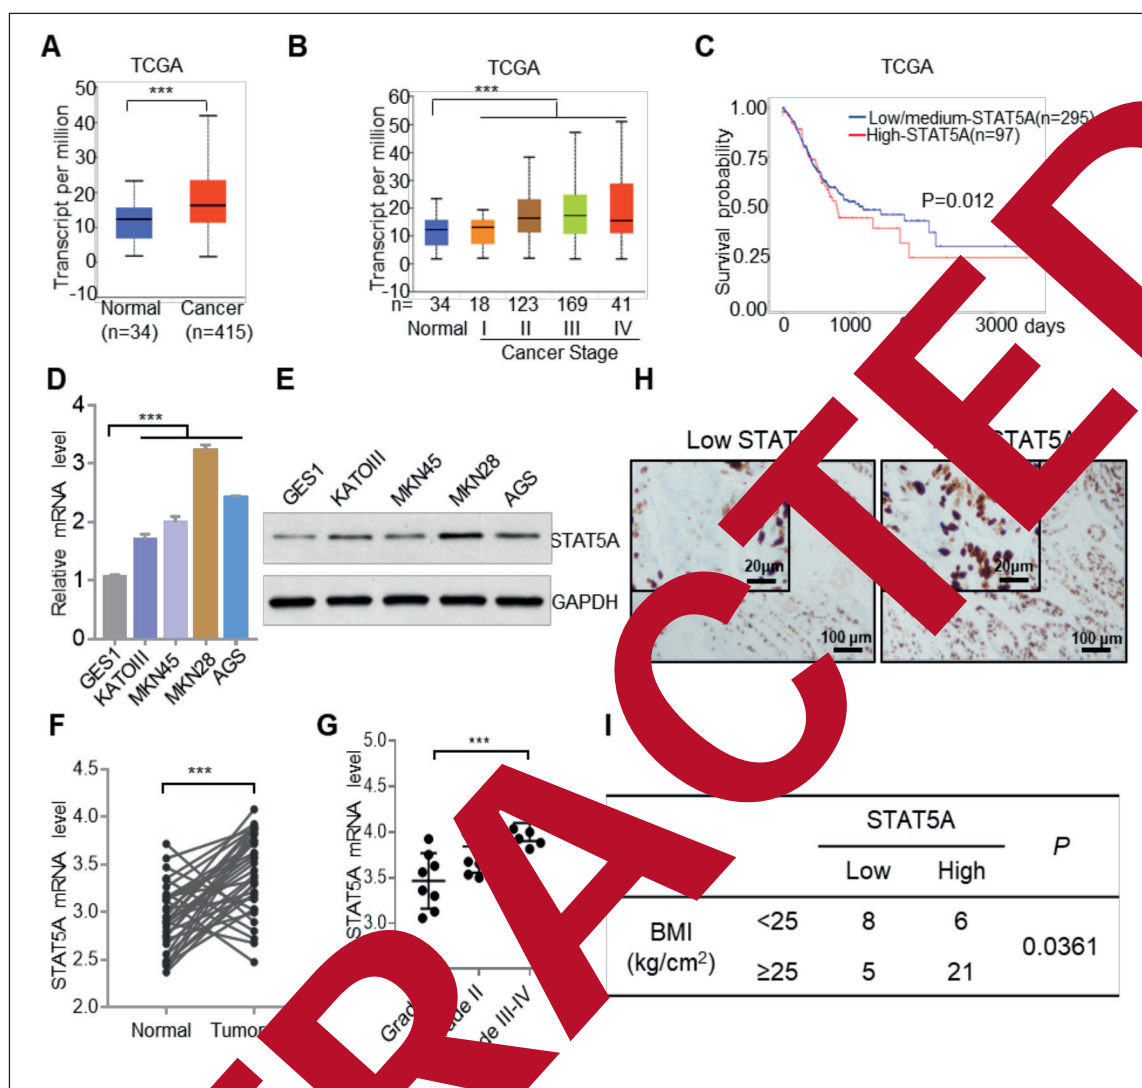 A
TCGA
***
Transcript per million
50
40
30
20
10
0
-10
Normal
(n=34)
Cancer
(n=415)
B
TCGA
***
Transcript per million
60
50
40
30
20
10
0
-10
n= 34 18 123 169 41
Normal I II III IV
Cancer Stage
C
TCGA
Survival probability
1.00
0.75
0.50
0.25
0.00
Low/medium-STAT5A(n=295)
High-STAT5A(n=97)
P=0.012
0 1000 3000 days
D
***
Relative mRNA level
4
3
2
1
0
GES1
KATOIII
MKN45
MKN28
AGS
E
GES1
KATOIII
MKN45
MKN28
AGS
STAT5A
GAPDH
H
Low
20µm
100 µm
20µm
100 µm
F
***
STAT5A mRNA level
4.5
4.0
3.5
3.0
2.5
2.0
Normal
G
***
STAT5A mRNA level
5.0
4.5
4.0
3.5
3.0
II
III-IV
I
STAT5A
P
Low High
BMI
(kg/cm²)
<25 8 6
≥25 5 21
0.0361